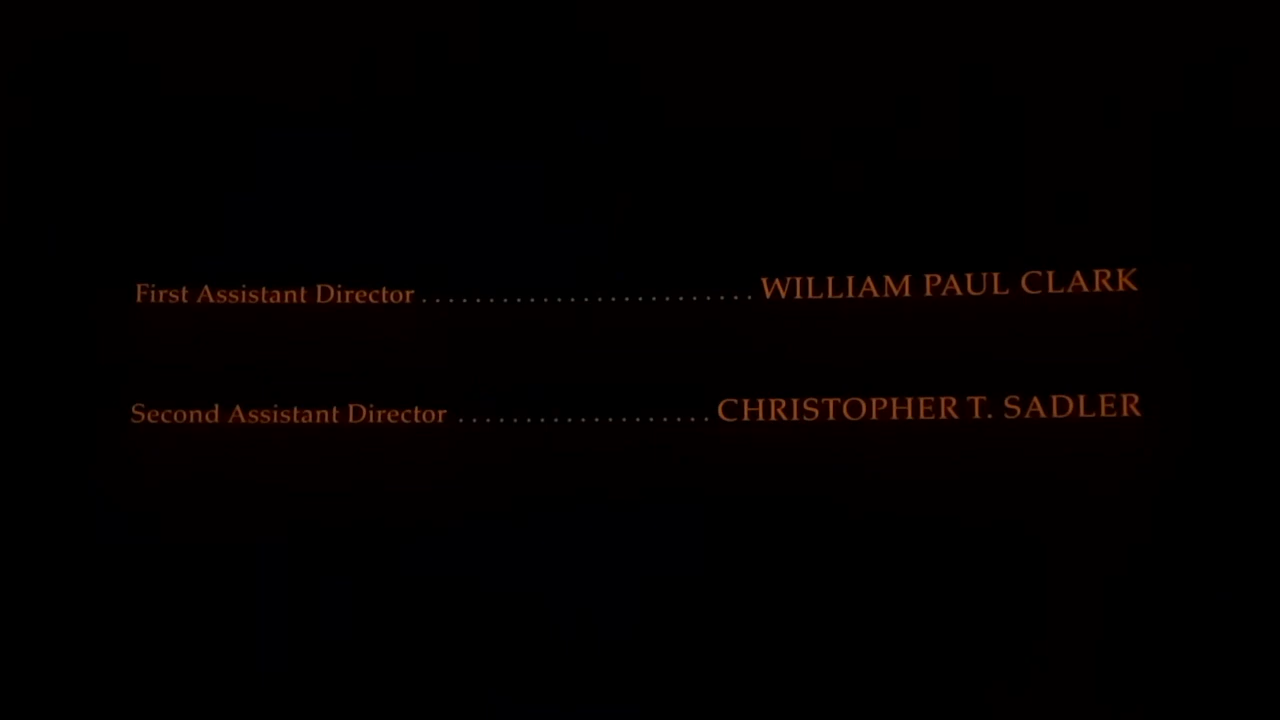 First Assistant Director.........................WILLIAM PAUL CLARK
Second Assistant Director...................CHRISTOPHER T. SADLER